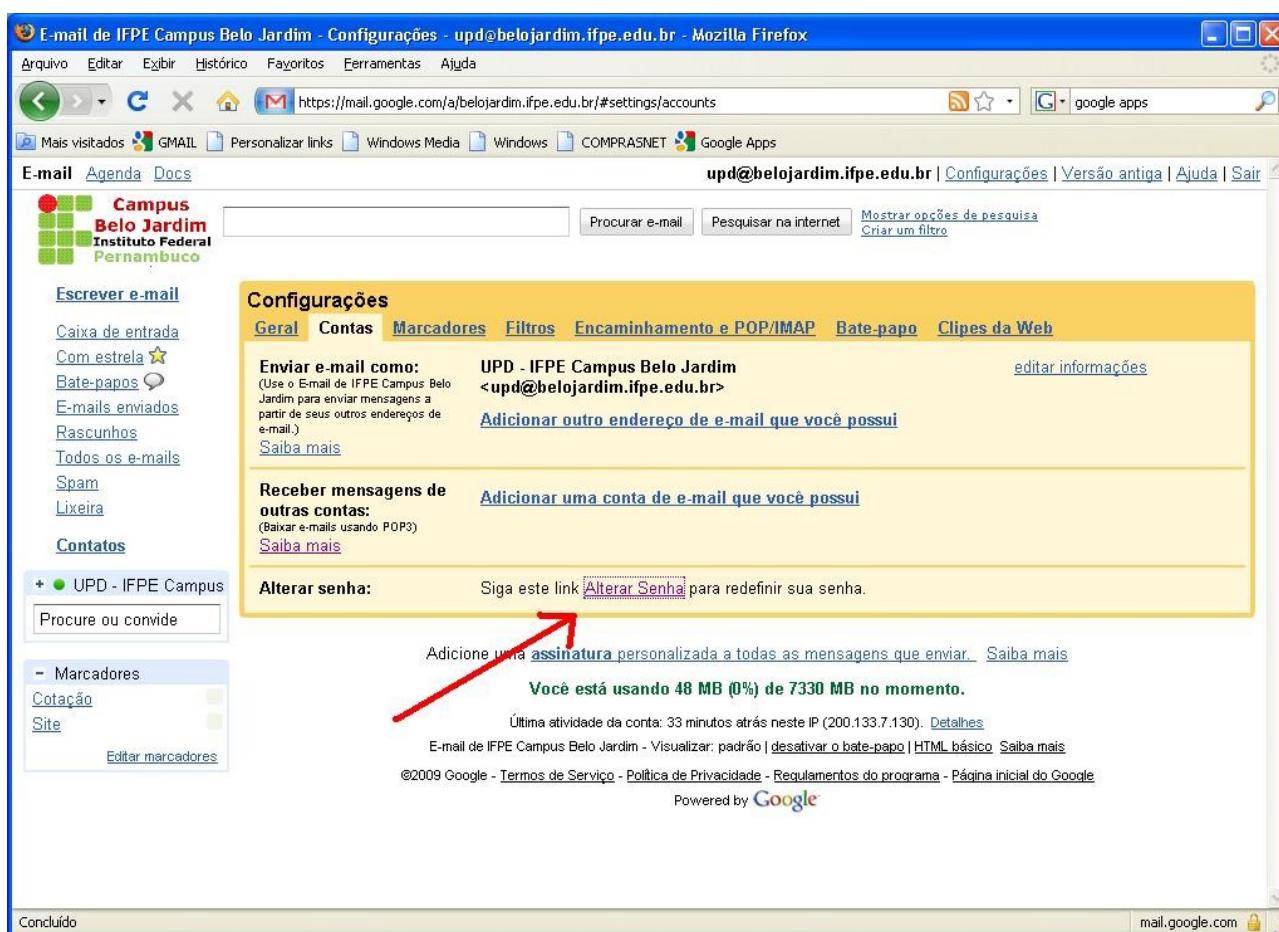 E-mail de IFPE Campus Belo Jardim - Configurações - upd@belojardim.ifpe.edu.br - Mozilla Firefox
Arquivo Editar Exibir Histórico Favoritos Ferramentas Ajuda
https://mail.google.com/a/belojardim.ifpe.edu.br/#settings/accounts
google apps
Mais visitados GMAIL Personalizar links Windows Media Windows COMPRASNET Google Apps
E-mail Agenda Docs
upd@belojardim.ifpe.edu.br | Configurações | Versão antiga | Ajuda | Sair
Campus
Belo Jardim
Instituto Federal
Pernambuco
Procurar e-mail
Pesquisar na internet
Mostrar opções de pesquisa
Criar um filtro
Escrever e-mail
Caixa de entrada
Com estrela
Bate-papos
E-mails enviados
Rascunhos
Todos os e-mails
Spam
Lixeira
Contatos
+ UPD - IFPE Campus
Procure ou convide
- Marcadores
Cotação
Site
Editar marcadores
Configurações
Geral Contas Marcadores Filtros Encaminhamento e POP/IMAP Bate-papo Clipes da Web
Enviar e-mail como:
(Use o E-mail de IFPE Campus Belo
Jardim para enviar mensagens a
partir de seus outros endereços de
e-mail.)
Saiba mais
UPD - IFPE Campus Belo Jardim
<upd@belojardim.ifpe.edu.br>
editar informações
Adicionar outro endereço de e-mail que você possui
Receber mensagens de
outras contas:
(Baixar e-mails usando POP3)
Saiba mais
Adicionar uma conta de e-mail que você possui
Alterar senha:
Siga este link Alterar Senha para redefinir sua senha.
Adicione uma assinatura personalizada a todas as mensagens que enviar. Saiba mais
Você está usando 48 MB (0%) de 7330 MB no momento.
Última atividade da conta: 33 minutos atrás neste IP (200.133.7.130). Detalhes
E-mail de IFPE Campus Belo Jardim - Visualizar: padrão | desativar o bate-papo | HTML básico Saiba mais
©2009 Google - Termos de Serviço - Política de Privacidade - Regulamentos do programa - Página inicial do Google
Powered by Google
Concluído
mail.google.com